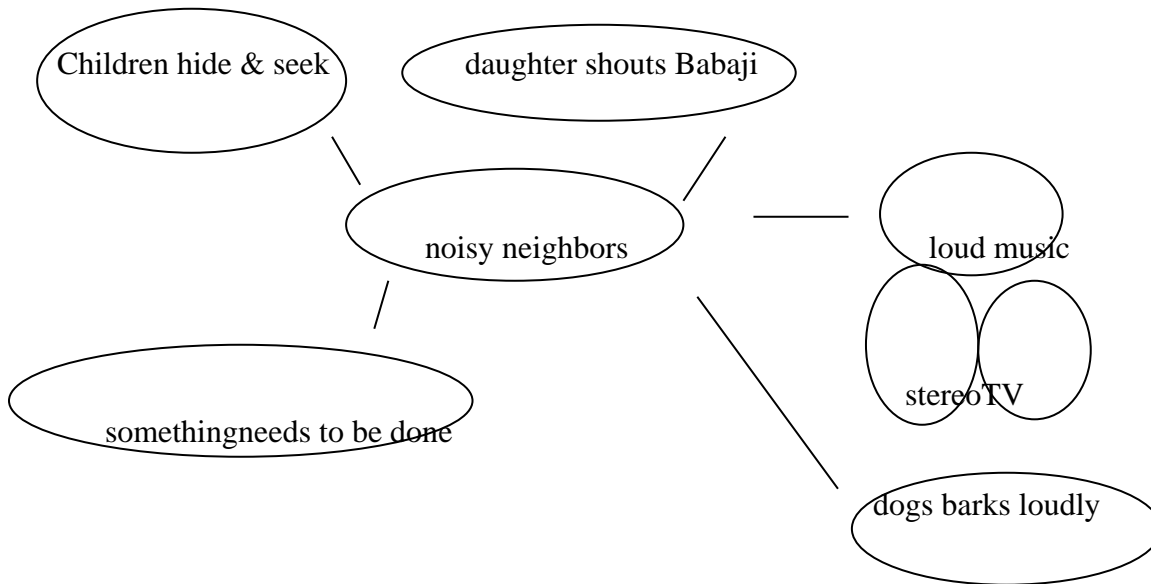 Children hide & seek
daughter shouts Babaji
noisy neighbors
loud music
stereoTV
somethingneeds to be done
dogs barks loudly